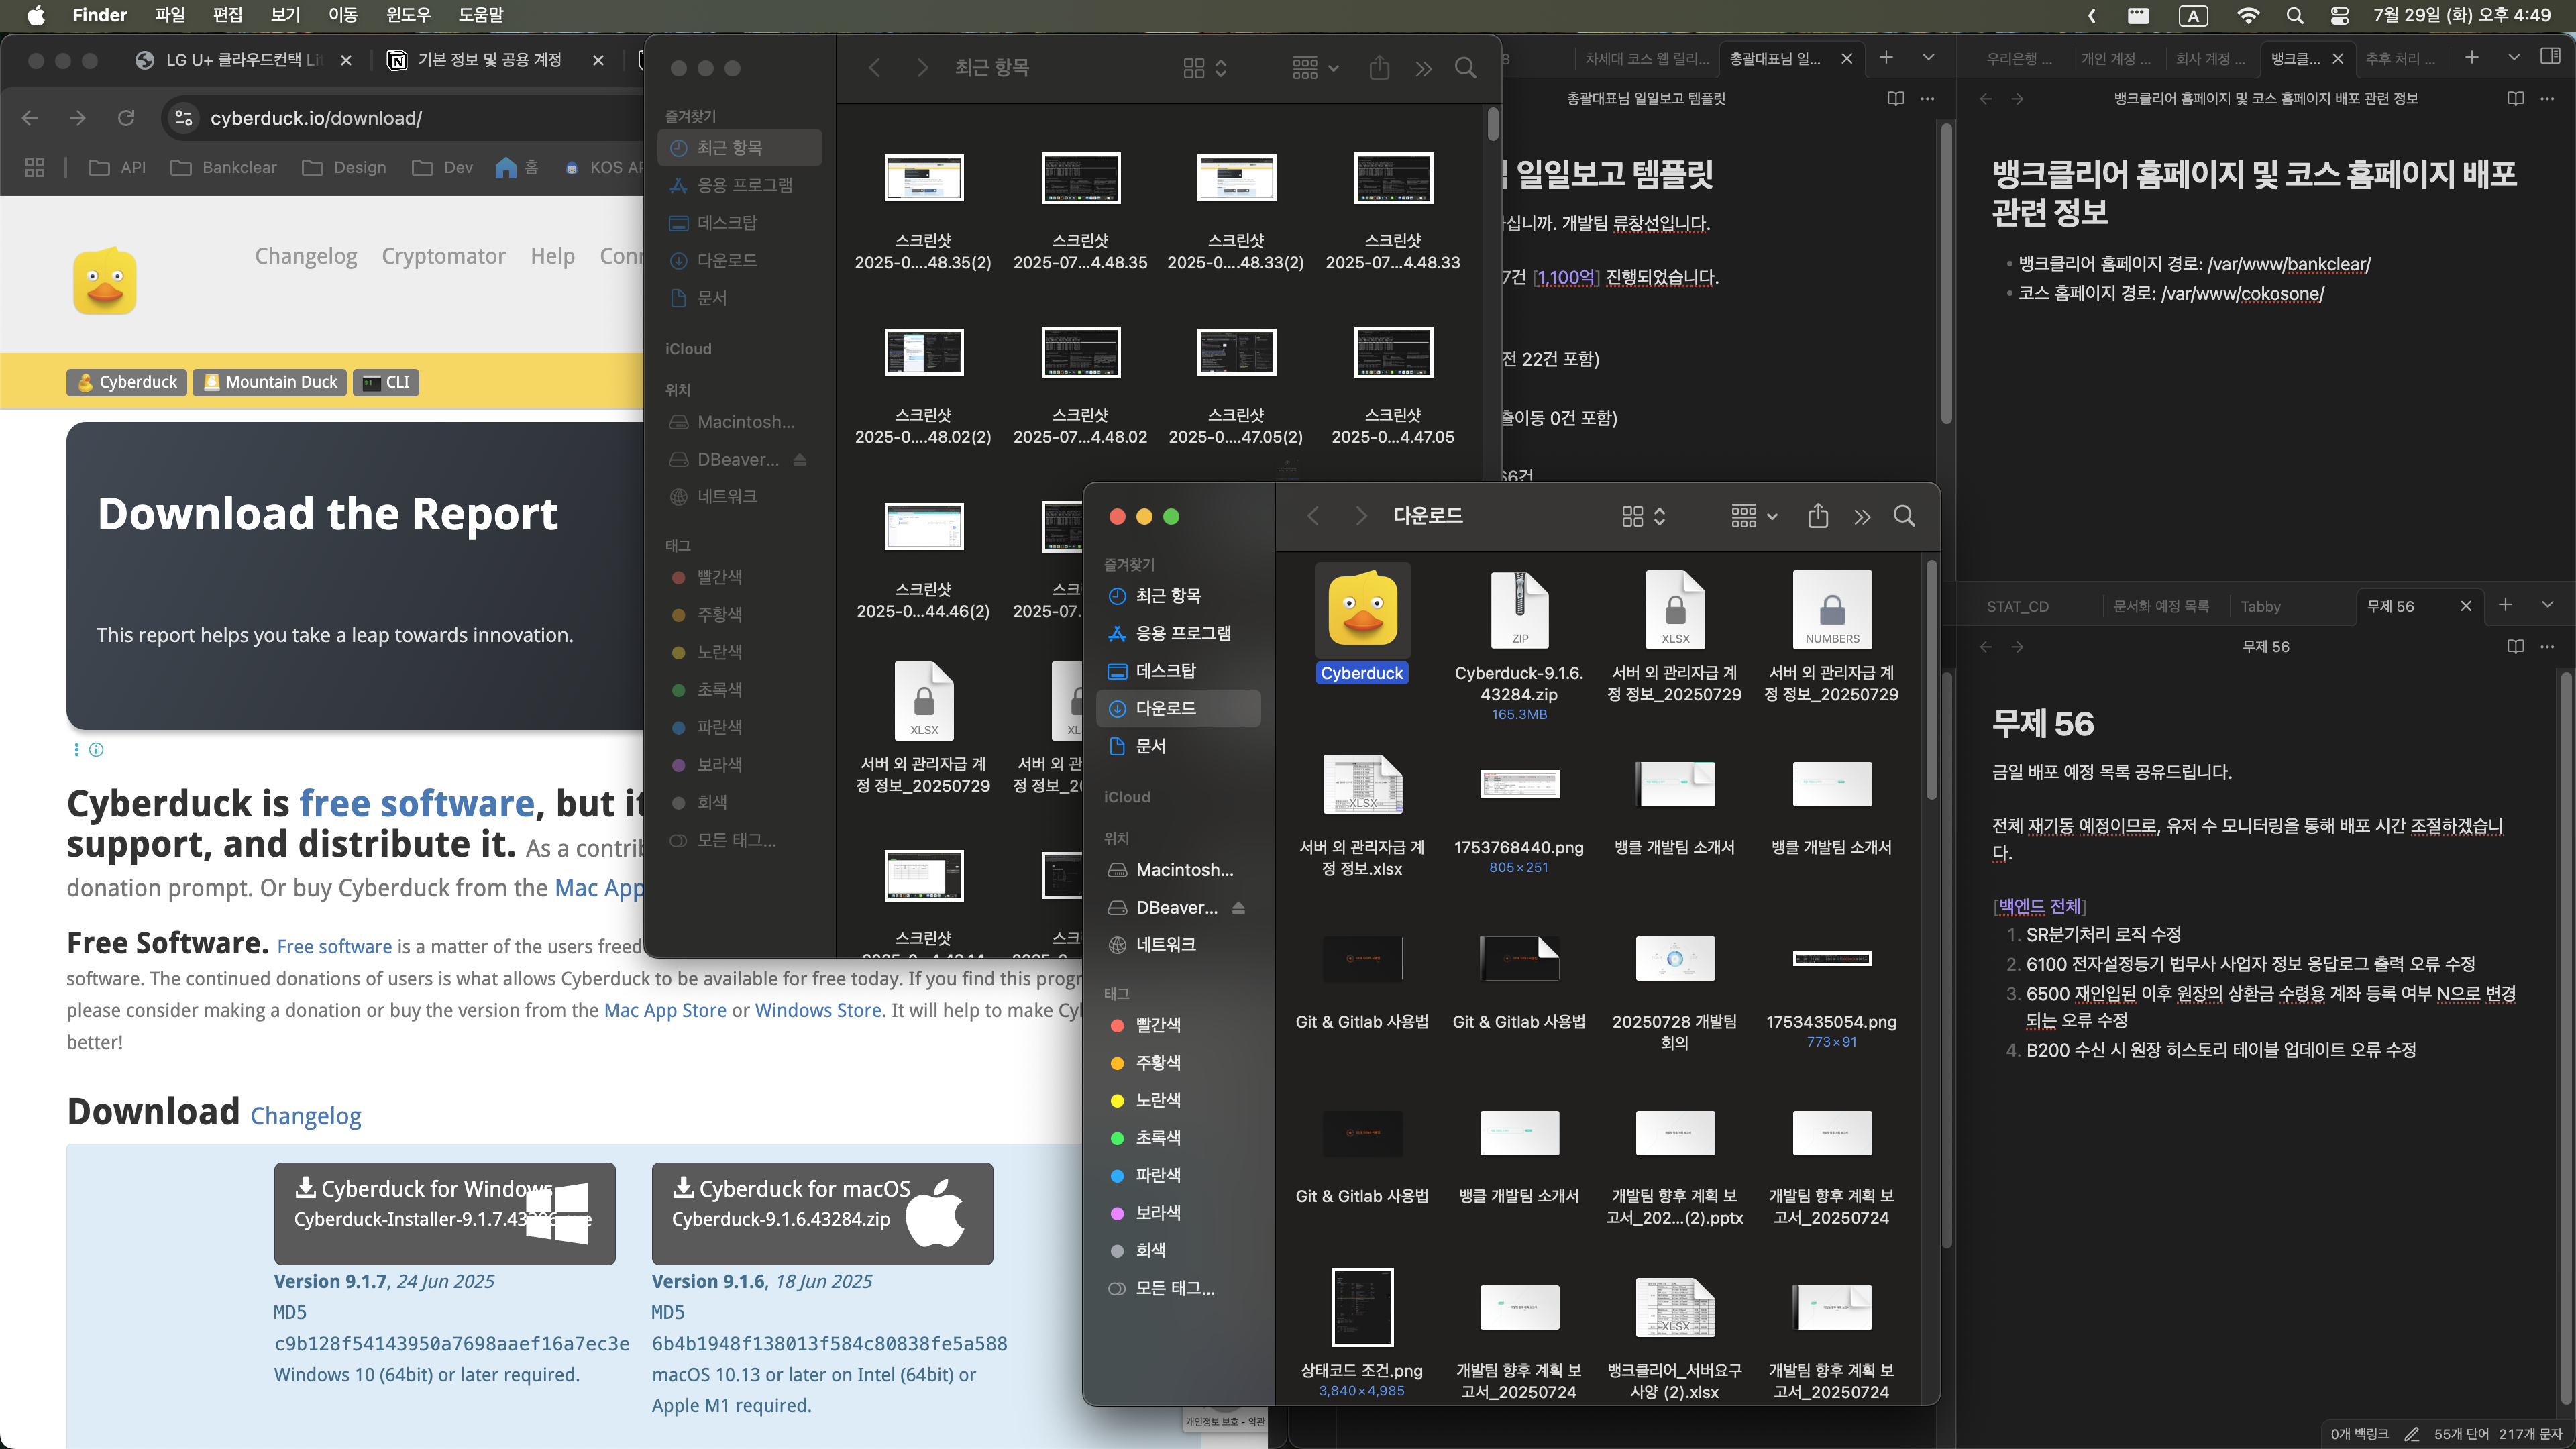 Finder 파일 편집 보기 이동 윈도우 도움말
A 7월 29일 (화) 오후 4:49
LG U+ 클라우드컨택
기본 정보 및 공용 계정
cyberduck.io/download/
API Bankclear Design Dev 홈 KOS
Changelog Cryptomator Help
Cyberduck Mountain Duck CLI
Download the Report
This report helps you take a leap towards innovation.
Cyberduck is free software, but
support, and distribute it. As a
donation prompt. Or buy Cyberduck from the Mac App
Free Software. Free software is a matter of the users
software. The continued donations of users is what allows Cyberduck to be available for free today. If you find this
please consider making a donation or buy the version from the Mac App Store or Windows Store. It will help to make
better!
Download Changelog
Cyberduck for Windows
Cyberduck-Installer-9.1.7.
Version 9.1.7, 24 Jun 2025
MD5
c9b128f54143950a7698aaef16a7ec3e
Windows 10 (64bit) or later required.
Cyberduck for macOS
Cyberduck-9.1.6.43284.zip
Version 9.1.6, 18 Jun 2025
MD5
6b4b1948f138013f584c80838fe5a588
macOS 10.13 or later on Intel (64bit) or
Apple M1 required.
개인정보 보호 - 약관
최근 항목
즐겨찾기
최근 항목
응용 프로그램
데스크탑
다운로드
문서
iCloud
위치
Macintosh...
DBeaver...
네트워크
태그
빨간색
주황색
노란색
초록색
파란색
보라색
회색
모든 태그...
스크린샷
2025-0....48.35(2)
스크린샷
2025-07...4.48.35
스크린샷
2025-0....48.33(2)
스크린샷
2025-07...4.48.33
스크린샷
2025-0....48.02(2)
스크린샷
2025-07...4.48.02
스크린샷
2025-0....47.05(2)
스크린샷
2025-0...4.47.05
스크린샷
2025-0...44.46(2)
2025-07.
XLSX
서버 외 관리자급 계
정 정보_20250729
서버 외 관
스크린샷
다운로드
즐겨찾기
최근 항목
응용 프로그램
데스크탑
다운로드
문서
iCloud
위치
Macintosh...
DBeaver...
네트워크
태그
빨간색
주황색
노란색
초록색
파란색
보라색
회색
모든 태그...
Cyberduck
ZIP
Cyberduck-9.1.6.
43284.zip
165.3MB
XLSX
서버 외 관리자급 계
정 정보_20250729
NUMBERS
서버 외 관리자급 계
정 정보_20250729
XLSX
서버 외 관리자급 계
정 정보.xlsx
1753768440.png
805×251
뱅클 개발팀 소개서
뱅클 개발팀 소개서
Git & Gitlab 사용법
Git & Gitlab 사용법
20250728 개발팀
회의
1753435054.png
773×91
Git & Gitlab 사용법
뱅클 개발팀 소개서
개발팀 향후 계획 보
고서_202...(2).pptx
개발팀 향후 계획 보
고서_20250724
상태코드 조건.png
3,840×4,985
개발팀 향후 계획 보
고서_20250724
XLSX
뱅크클리어_서버요구
사양 (2).xlsx
개발팀 향후 계획 보
고서_20250724
차세대 코스 웹 릴리...
총괄대표님 일...
총괄대표님 일일보고 템플릿
일일보고 템플릿
십니까. 개발팀 류창선입니다.
7건 [1,100억] 진행되었습니다.
전 22건 포함)
출이동 0건 포함)
66건
우리은행 ... 개인 계정 ... 회사 계정 ... 뱅크클... 추후 처리 ...
뱅크클리어 홈페이지 및 코스 홈페이지 배포 관련 정보
뱅크클리어 홈페이지 및 코스 홈페이지 배포
관련 정보
• 뱅크클리어 홈페이지 경로: /var/www/bankclear/
• 코스 홈페이지 경로: /var/www/cokosone/
STAT_CD 문서화 예정 목록 Tabby 무제 56
무제 56
무제 56
금일 배포 예정 목록 공유드립니다.
전체 재기동 예정이므로, 유저 수 모니터링을 통해 배포 시간 조절하겠습니
다.
[백엔드 전체]
1. SR분기처리 로직 수정
2. 6100 전자설정등기 법무사 사업자 정보 응답로그 출력 오류 수정
3. 6500 재인입된 이후 원장의 상환금 수령용 계좌 등록 여부 N으로 변경
되는 오류 수정
4. B200 수신 시 원장 히스토리 테이블 업데이트 오류 수정
0개 백링크 55개 단어 217개 문자